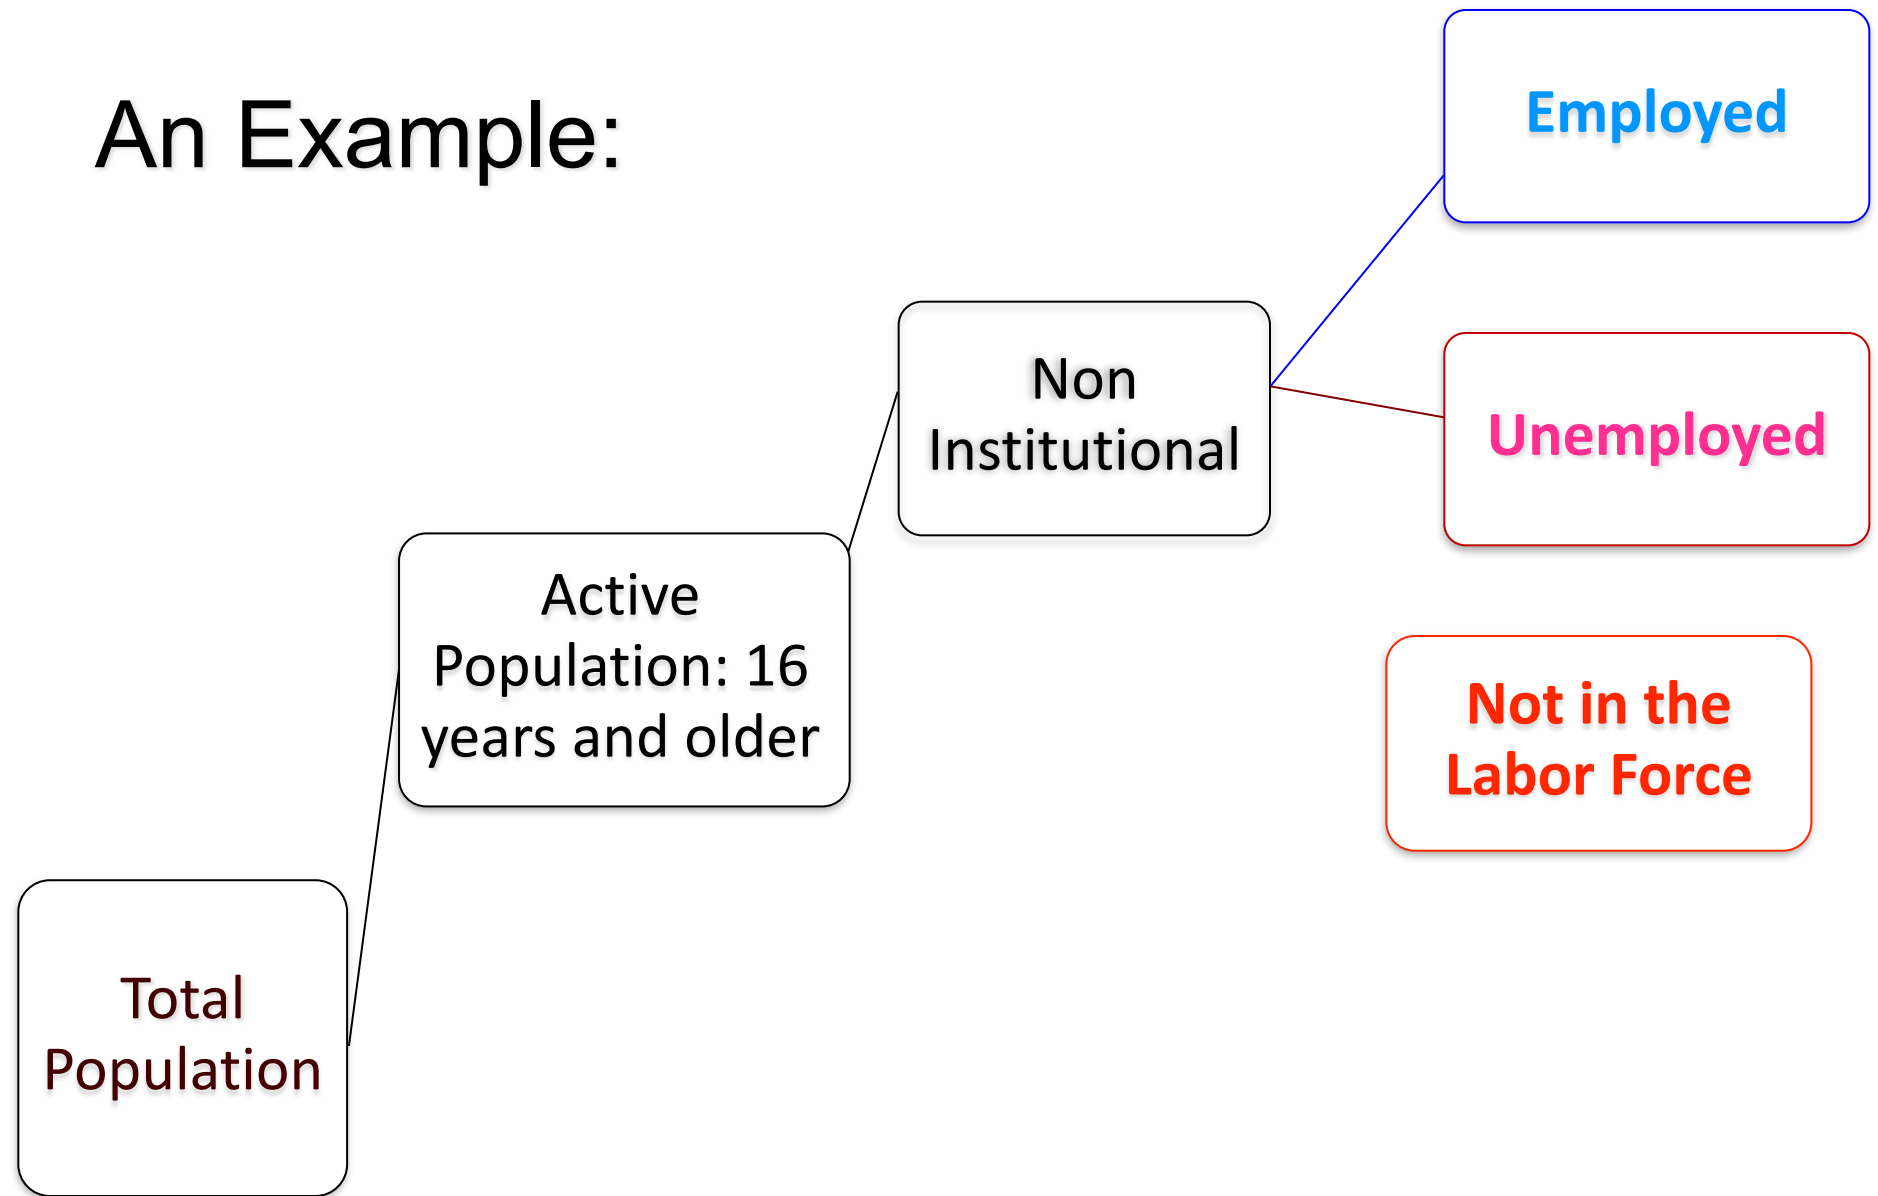 An Example:
Employed
Non
Institutional
Unemployed
Active
Population: 16
years and older
Not in the
Labor Force
Total
Population